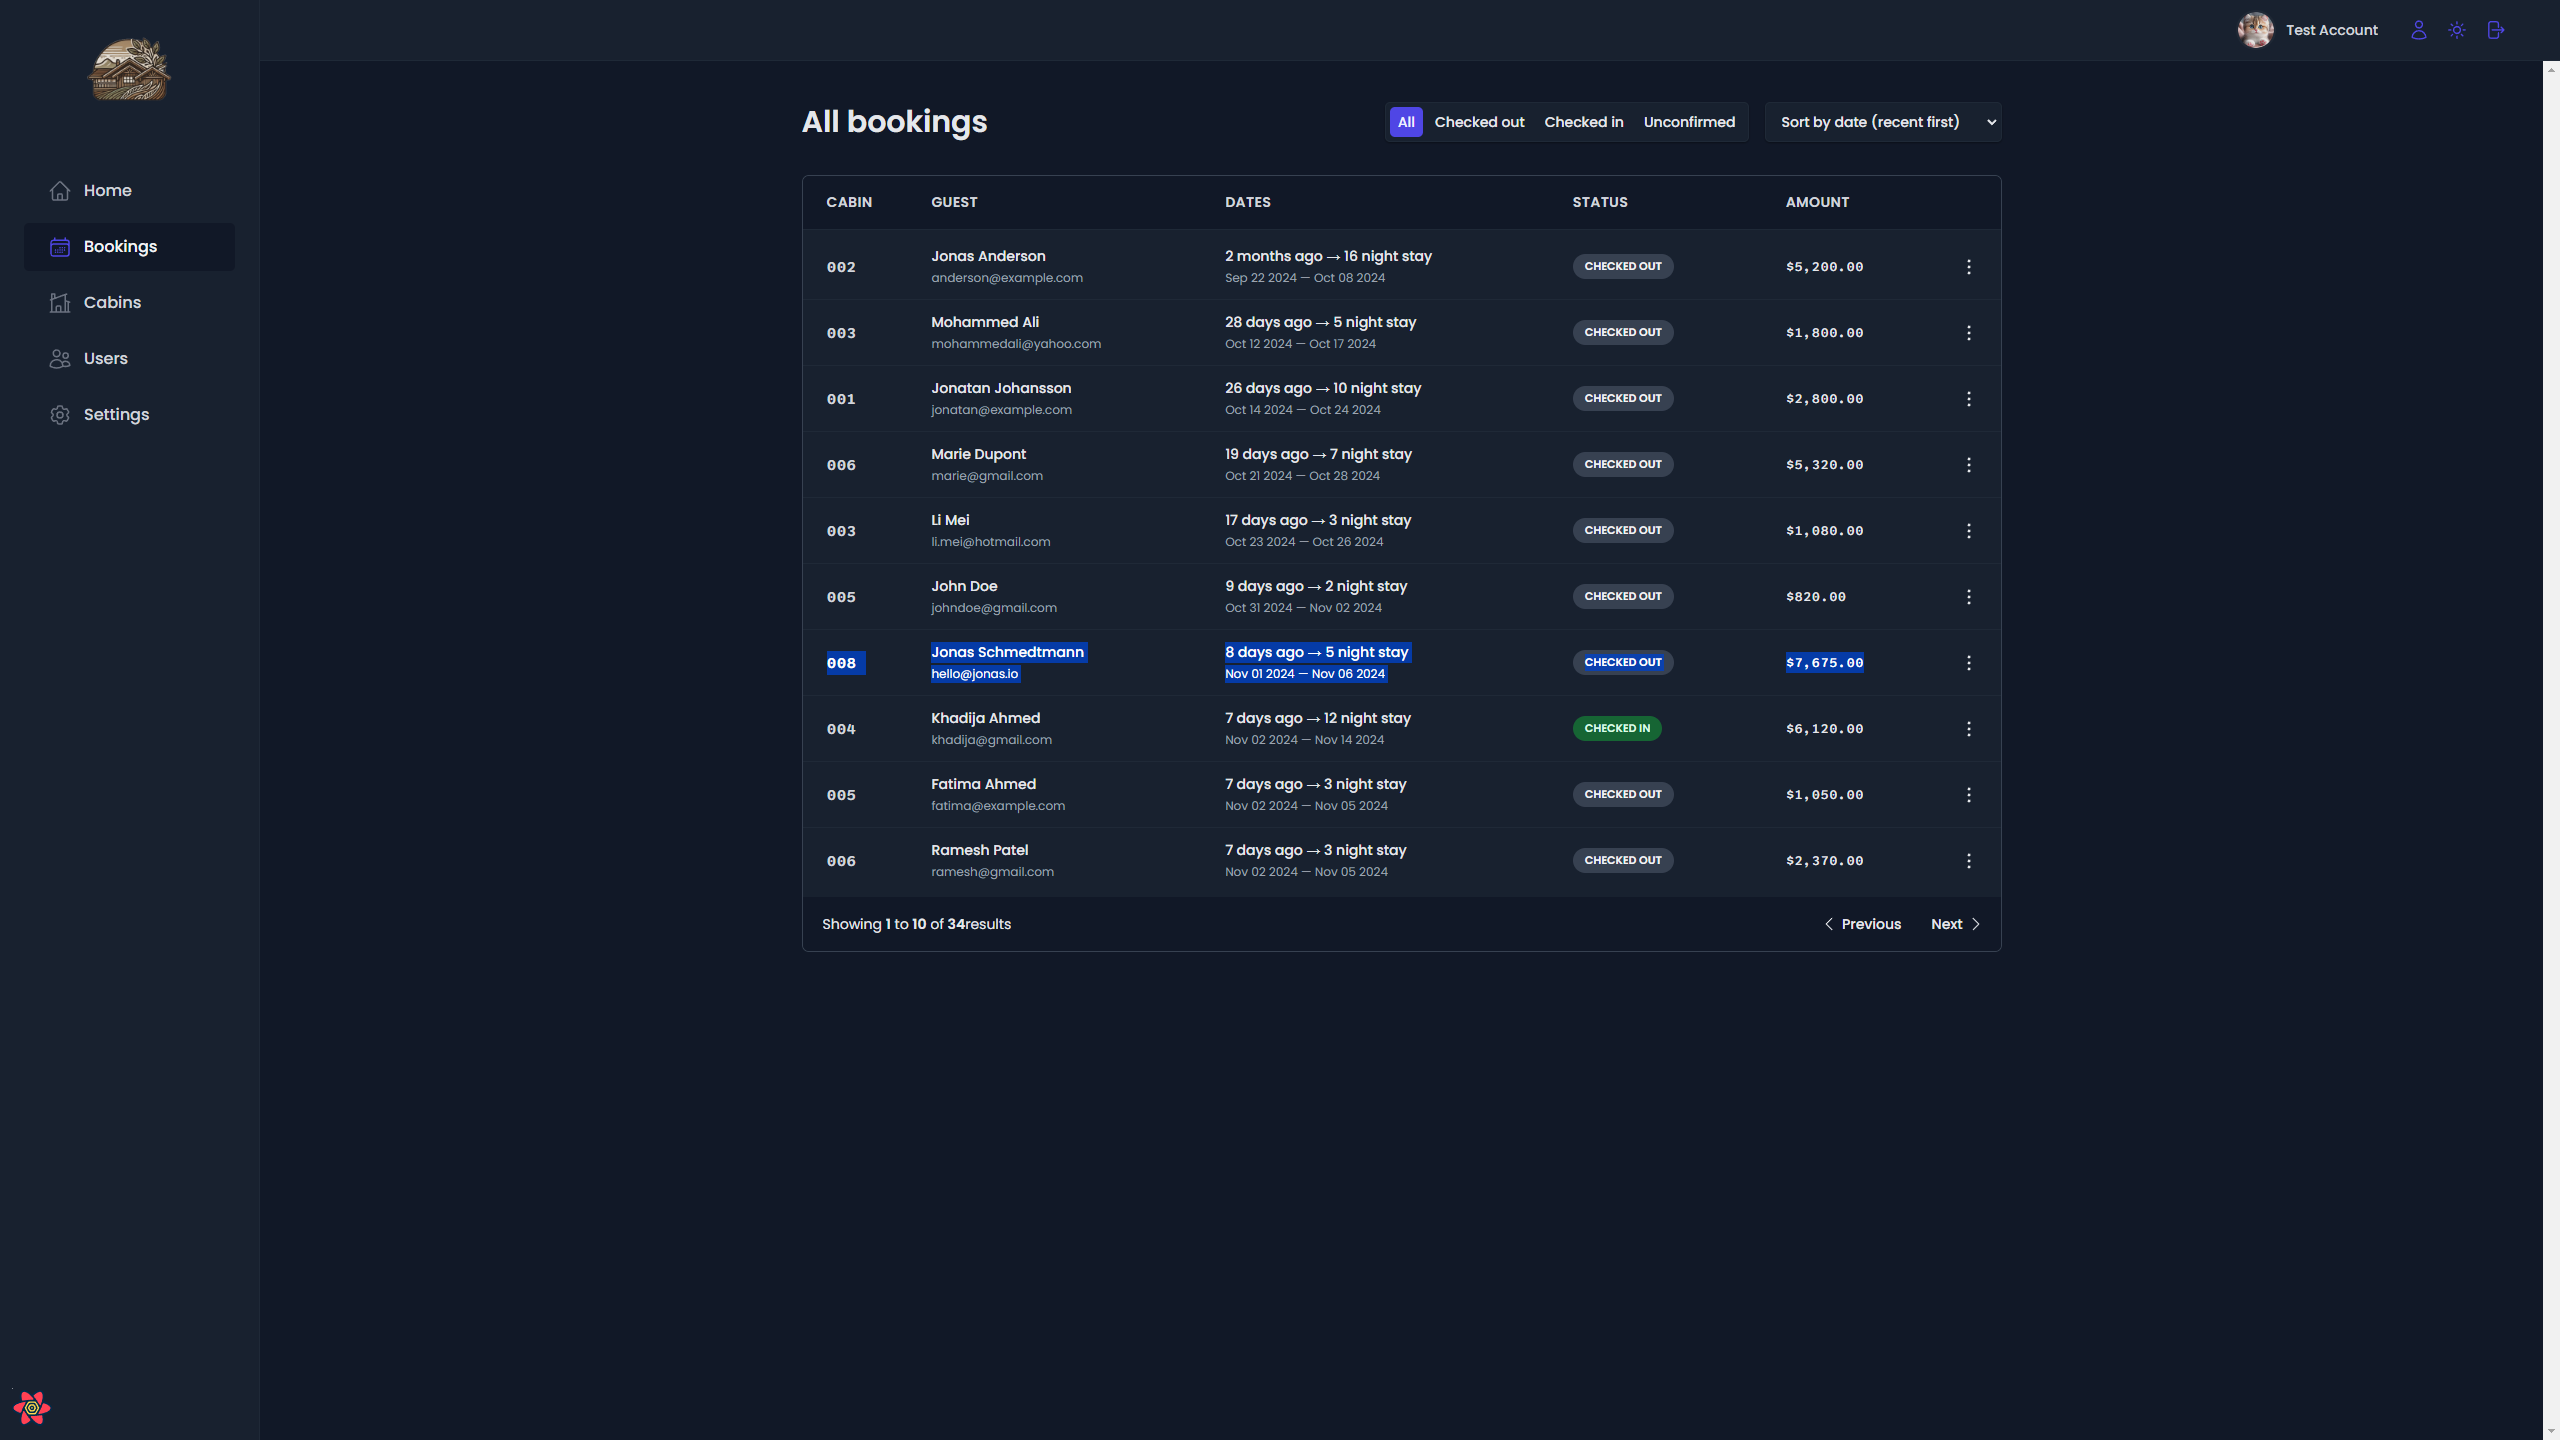 Test Account
Home
Bookings
Cabins
Users
Settings
All bookings
All Checked out Checked in Unconfirmed
Sort by date (recent first)
CABIN GUEST DATES STATUS AMOUNT
002 Jonas Anderson 2 months ago → 16 night stay CHECKED OUT $5,200.00
anderson@example.com Sep 22 2024 — Oct 08 2024
003 Mohammed Ali 28 days ago → 5 night stay CHECKED OUT $1,800.00
mohammedali@yahoo.com Oct 12 2024 — Oct 17 2024
001 Jonatan Johansson 26 days ago → 10 night stay CHECKED OUT $2,800.00
jonatan@example.com Oct 14 2024 — Oct 24 2024
006 Marie Dupont 19 days ago → 7 night stay CHECKED OUT $5,320.00
marie@gmail.com Oct 21 2024 — Oct 28 2024
003 Li Mei 17 days ago → 3 night stay CHECKED OUT $1,080.00
li.mei@hotmail.com Oct 23 2024 — Oct 26 2024
005 John Doe 9 days ago → 2 night stay CHECKED OUT $820.00
johndoe@gmail.com Oct 31 2024 — Nov 02 2024
008 Jonas Schmedtmann 8 days ago → 5 night stay CHECKED OUT $7,675.00
hello@jonas.io Nov 01 2024 — Nov 06 2024
004 Khadija Ahmed 7 days ago → 12 night stay CHECKED IN $6,120.00
khadija@gmail.com Nov 02 2024 — Nov 14 2024
005 Fatima Ahmed 7 days ago → 3 night stay CHECKED OUT $1,050.00
fatima@example.com Nov 02 2024 — Nov 05 2024
006 Ramesh Patel 7 days ago → 3 night stay CHECKED OUT $2,370.00
ramesh@gmail.com Nov 02 2024 — Nov 05 2024
Showing 1 to 10 of 34results
Previous Next